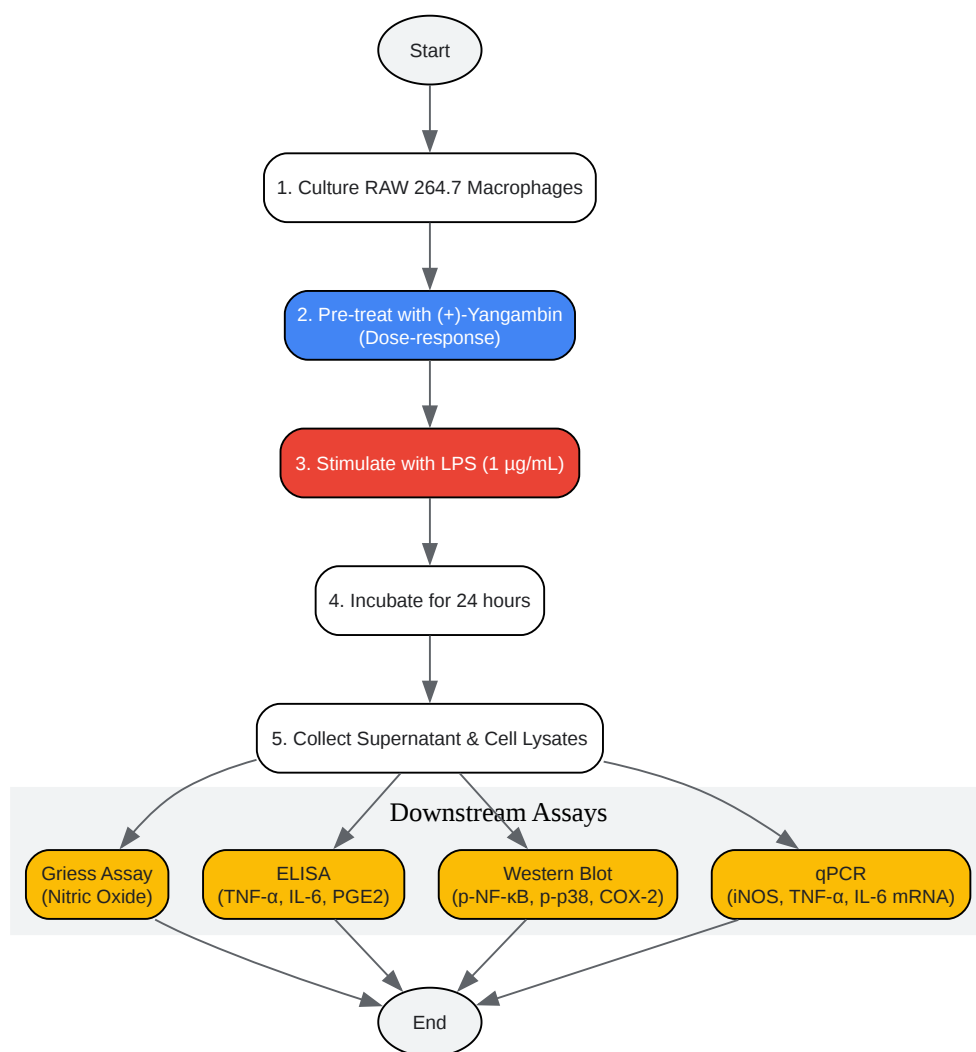 Start
1. Culture RAW 264.7 Macrophages
2. Pre-treat with (+)-Yangambin
(Dose-response)
3. Stimulate with LPS (1 µg/mL)
4. Incubate for 24 hours
5. Collect Supernatant & Cell Lysates
Downstream Assays
Griess Assay
(Nitric Oxide)
ELISA
(TNF-α, IL-6, PGE2)
Western Blot
(p-NF-κB, p-p38, COX-2)
qPCR
(iNOS, TNF-α, IL-6 mRNA)
End